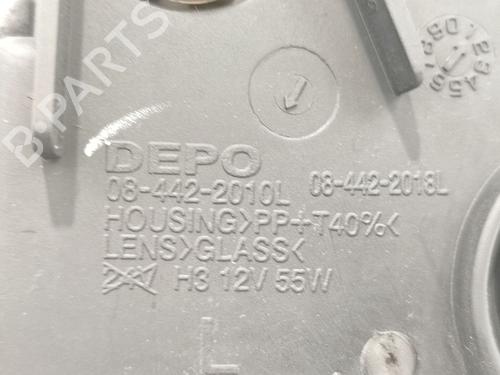 B-PARTS
DEPO
08-442-2010L 08-442-2018L
HOUSING>PP+T40%<
LENS>GLASS<
H3 12V 55W
L